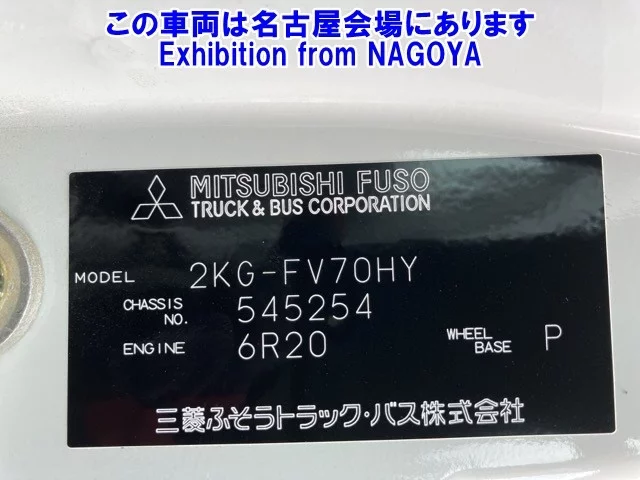 この車両は名古屋会場にあります
Exhibition from NAGOYA
MITSUBISHI FUSO
TRUCK & BUS CORPORATION
MODEL 2KG-FV70HY
CHASSIS NO. 545254
ENGINE 6R20 WHEEL BASE P
三菱ふそうトラック・バス株式会社